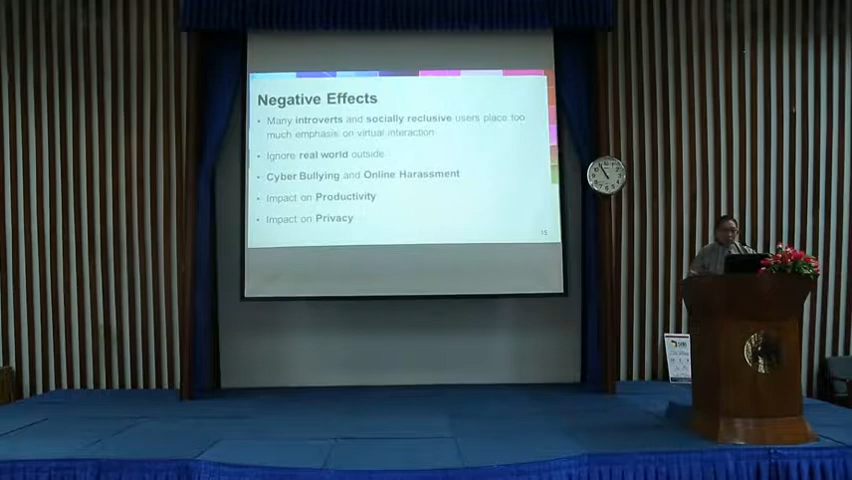 Negative Effects
• Many introverts and socially reclusive users place too
much emphasis on virtual interaction
• Ignore real world outside
• Cyber Bullying and Online Harassment
• Impact on Productivity
• Impact on Privacy
15